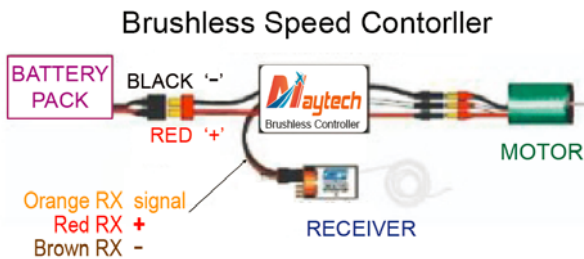 Brushless Speed Contorller
BATTERY
PACK
BLACK ‘-’
RED ‘+’
Maytech
Brushless Controller
MOTOR
Orange RX signal
Red RX +
Brown RX -
RECEIVER